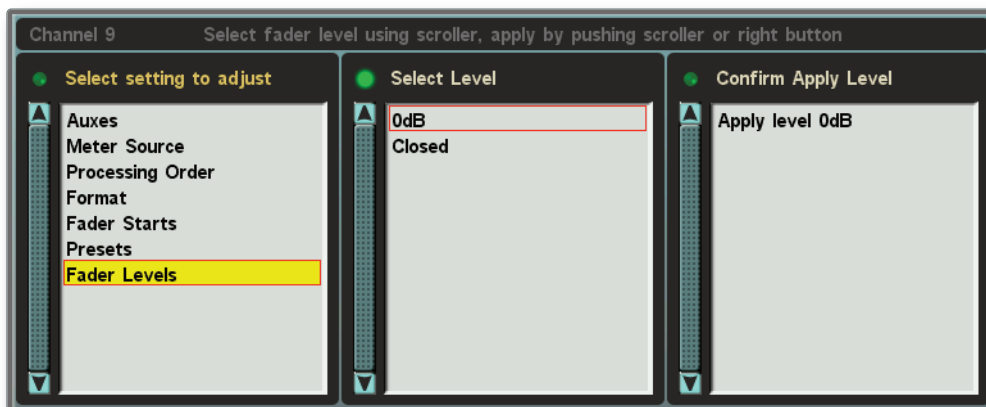 Channel 9 Select fader level using scroller, apply by pushing scroller or right button
Select setting to adjust
Auxes
Meter Source
Processing Order
Format
Fader Starts
Presets
Fader Levels
Select Level
0dB
Closed
Confirm Apply Level
Apply level 0dB